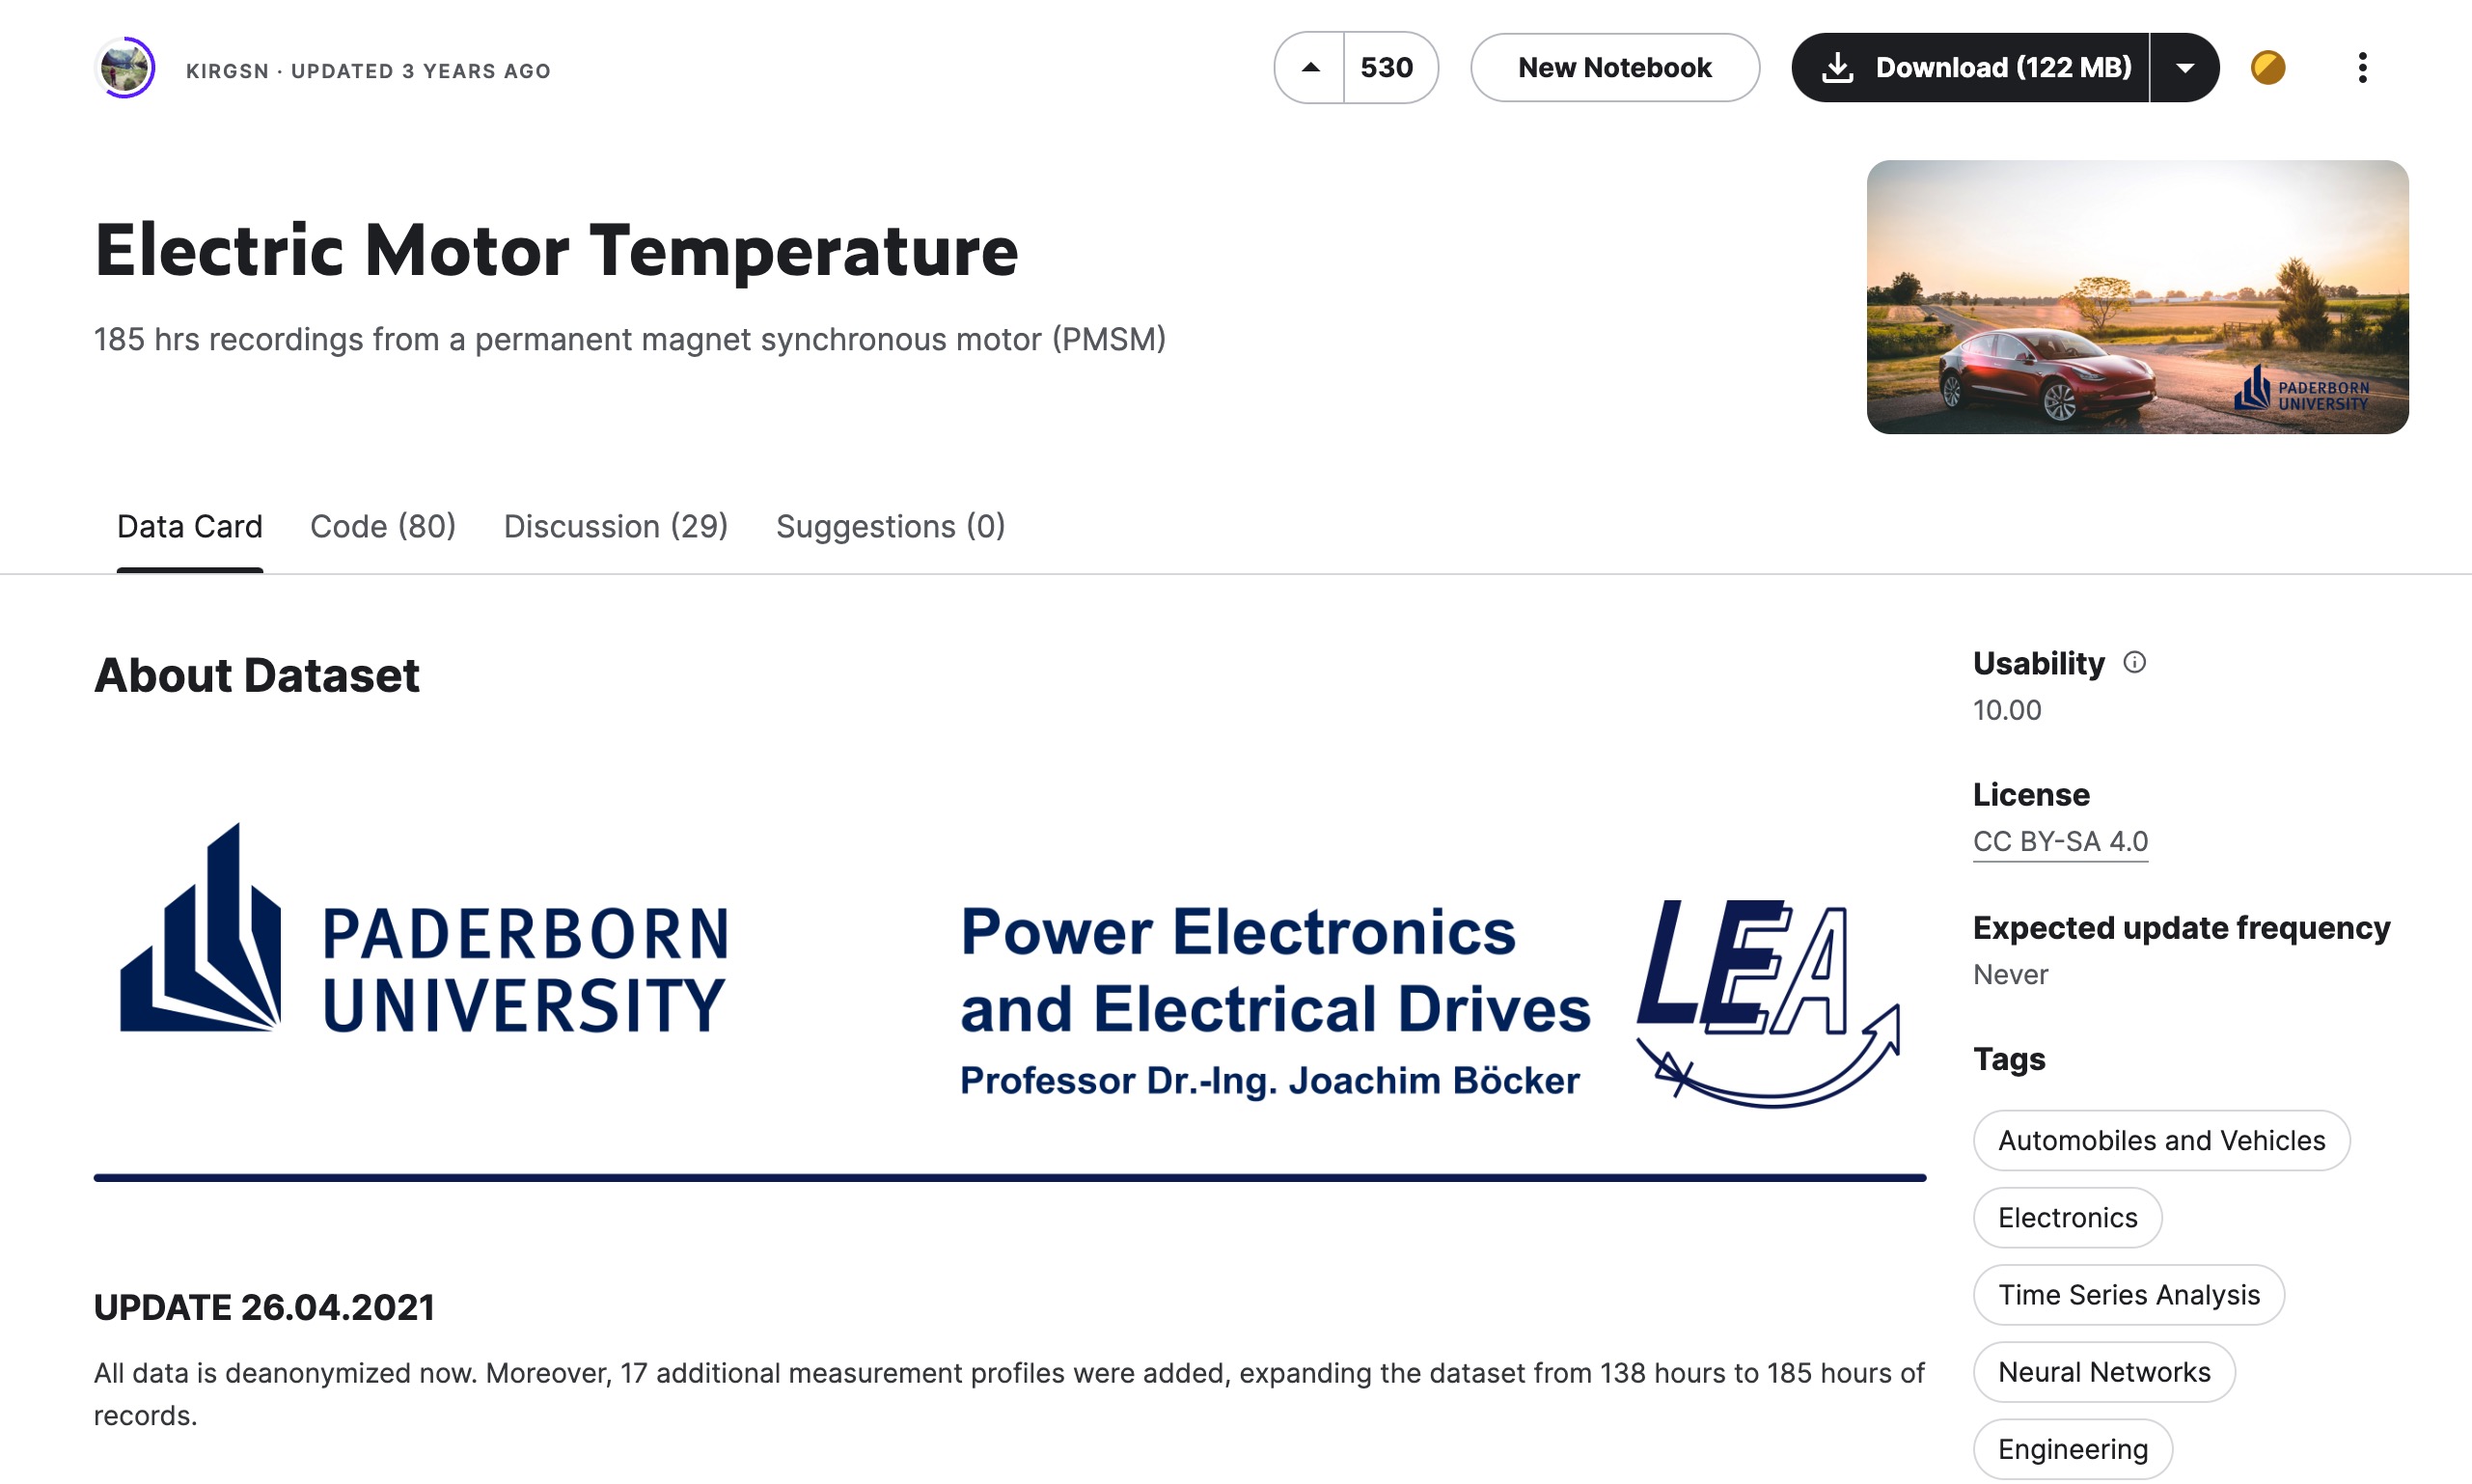 KIRGSN · UPDATED 3 YEARS AGO
530
New Notebook
Download (122 MB)
Electric Motor Temperature
185 hrs recordings from a permanent magnet synchronous motor (PMSM)
PADERBORN
UNIVERSITY
Data Card
Code (80)
Discussion (29)
Suggestions (0)
About Dataset
PADERBORN
UNIVERSITY
Power Electronics
and Electrical Drives
Professor Dr.-Ing. Joachim Böcker
LEA
UPDATE 26.04.2021
All data is deanonymized now. Moreover, 17 additional measurement profiles were added, expanding the dataset from 138 hours to 185 hours of
records.
Usability
10.00
License
CC BY-SA 4.0
Expected update frequency
Never
Tags
Automobiles and Vehicles
Electronics
Time Series Analysis
Neural Networks
Engineering